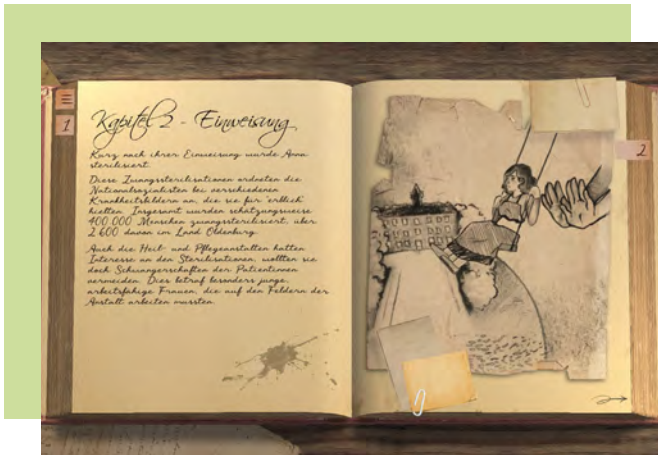 1
Kapitel 2 - Einweisung
Kurz nach ihrer Einweisung wurde Anna
sterilisiert.
Diese Zwangssterilisationen ordneten die
Nationalsozialisten bei verschiedenen
Krankheitsbildern an, die sie für "erblich"
hielten. Insgesamt wurden schätzungsweise
400.000 Menschen zwangssterilisiert, über
2.600 davon im Land Oldenburg.
Auch die Heil- und Pflegeanstalten hatten
Interesse an den Sterilisationen, wollten sie
doch Schwangerschaften der Patientinnen
vermeiden. Dies betraf besonders junge,
arbeitsfähige Frauen, die auf den Feldern der
Anstalt arbeiten mussten.
2